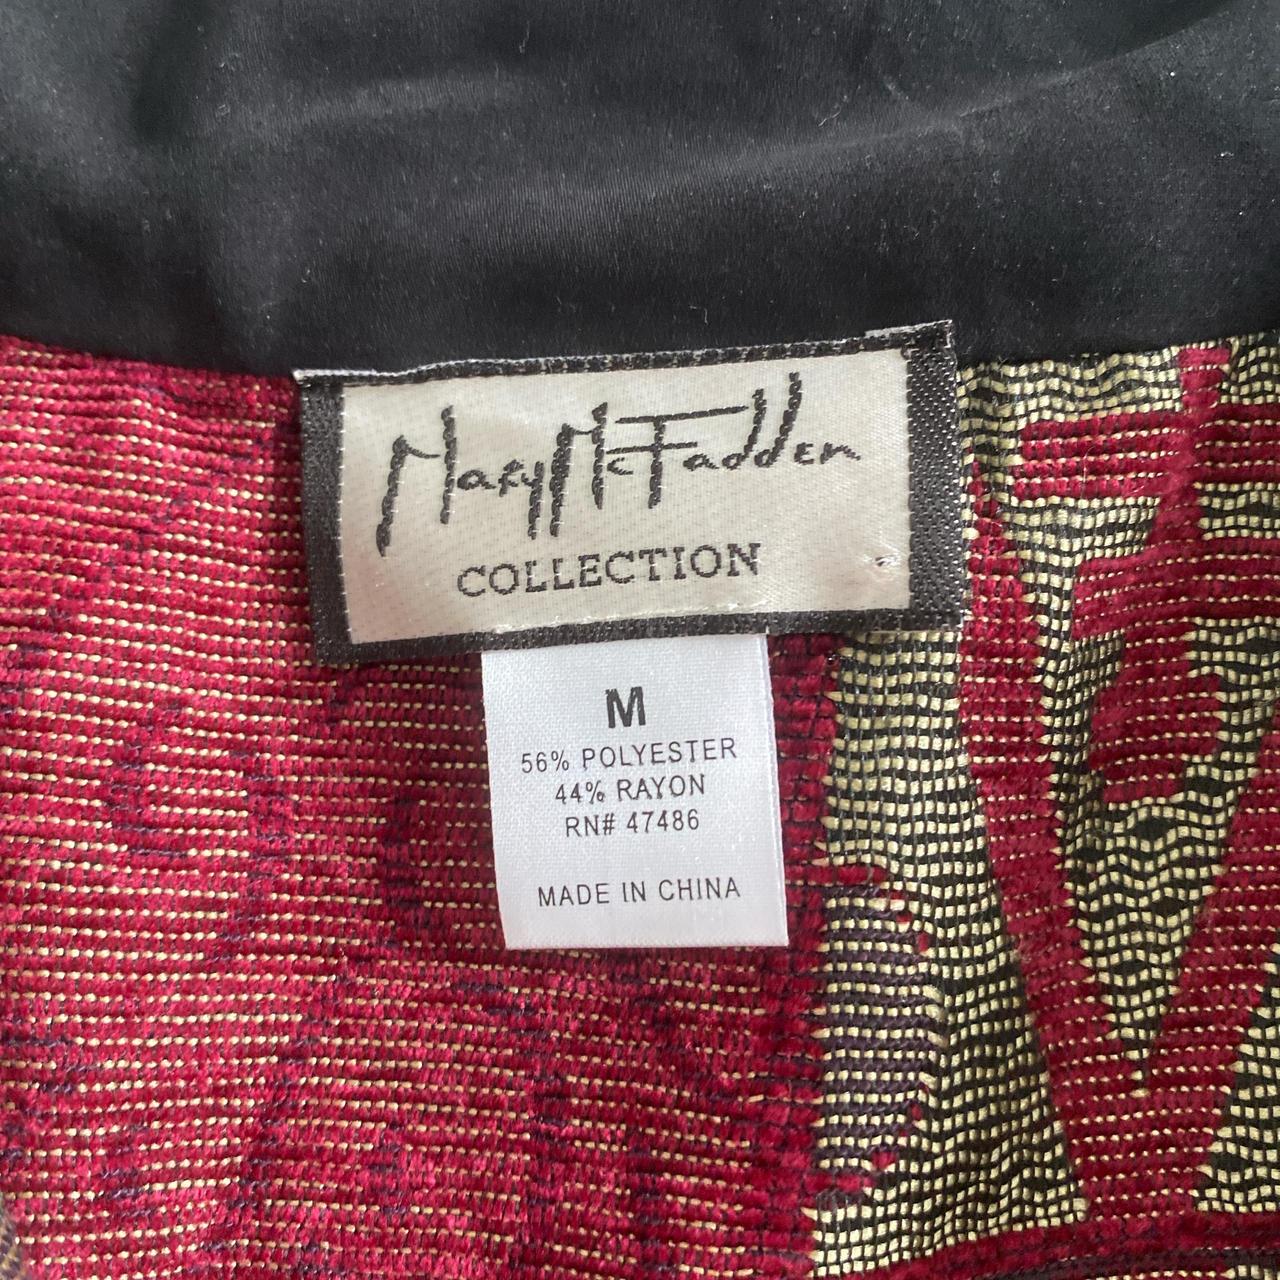 Mary McFadden
COLLECTION
M
56% POLYESTER
44% RAYON
RN# 47486
MADE IN CHINA